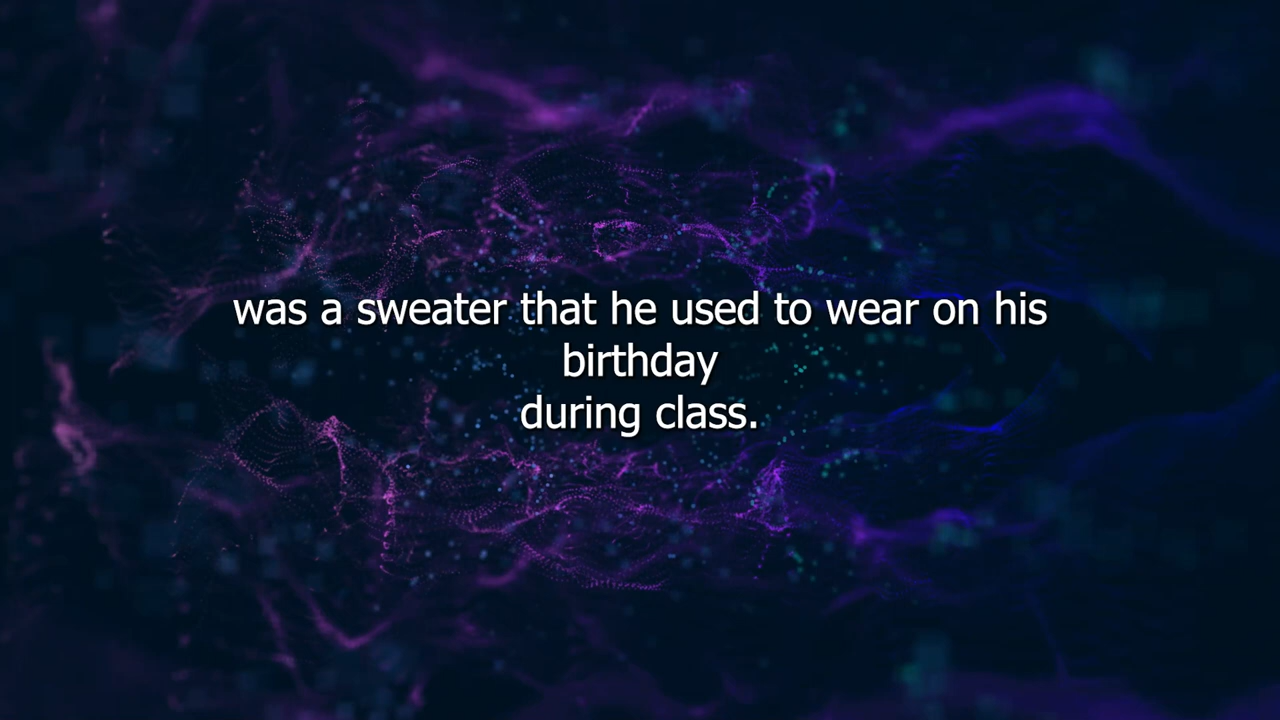 was a sweater that he used to wear on his
birthday
during class.